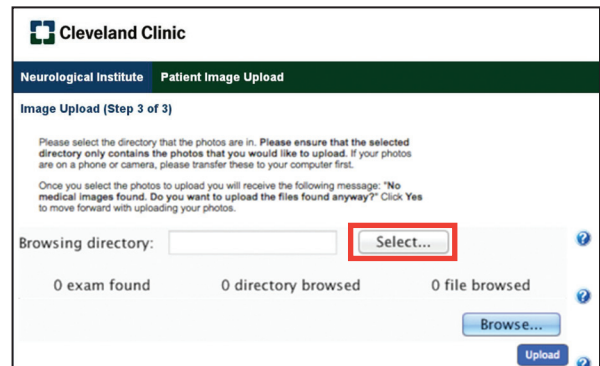 Cleveland Clinic
Neurological Institute Patient Image Upload
Image Upload (Step 3 of 3)
Please select the directory that the photos are in. Please ensure that the selected
directory only contains the photos that you would like to upload. If your photos
are on a phone or camera, please transfer these to your computer first.
Once you select the photos to upload you will receive the following message: "No
medical images found. Do you want to upload the files found anyway?" Click Yes
to move forward with uploading your photos.
Browsing directory: Select... ?
0 exam found 0 directory browsed 0 file browsed
?
Browse...
Upload
?